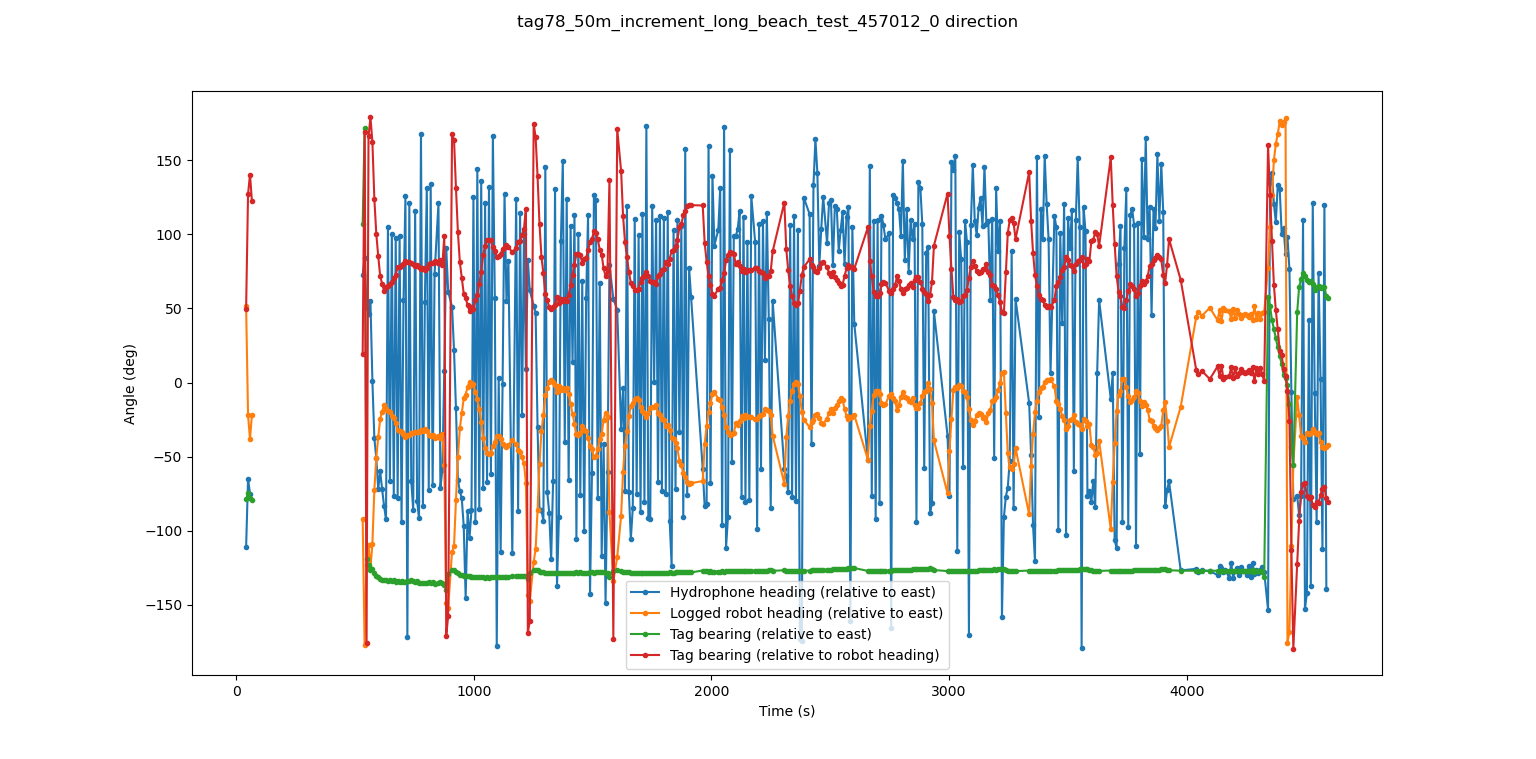 tag78_50m_increment_long_beach_test_457012_0 direction
150
100
50
0
−50
−100
−150
Angle (deg)
Hydrophone heading (relative to east)
Logged robot heading (relative to east)
Tag bearing (relative to east)
Tag bearing (relative to robot heading)
0 1000 2000 3000 4000
Time (s)